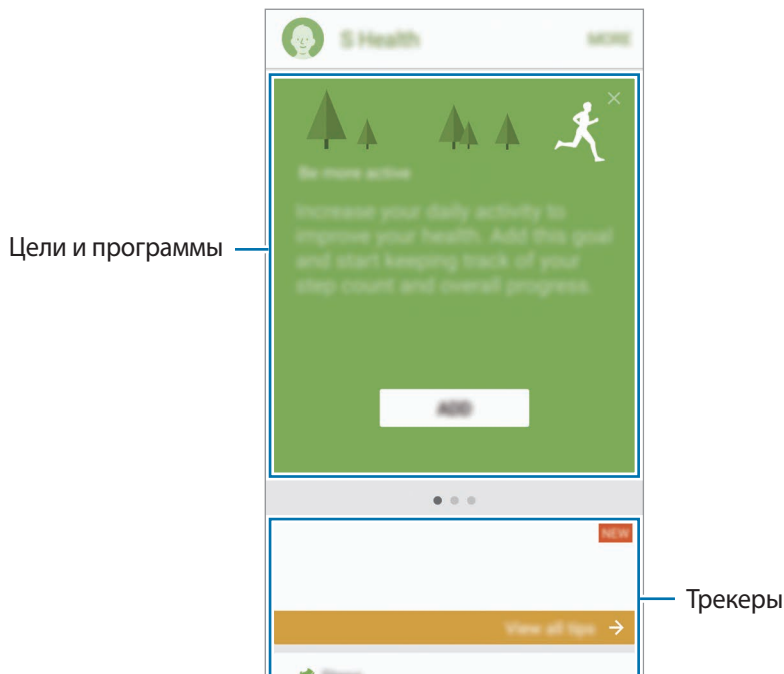 S Health
MORE
Be more active
Increase your daily activity to
improve your health. Add this goal
and start keeping track of your
step count and overall progress.
Цели и программы
ADD
NEW
Трекеры
View all tips